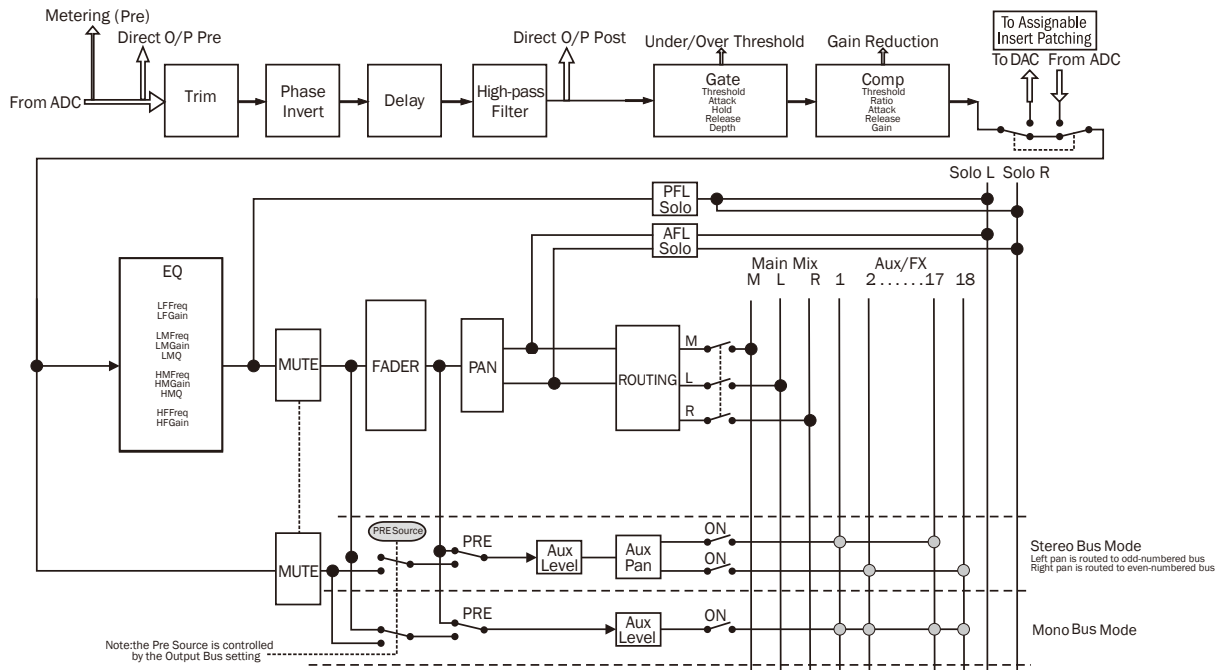 Metering (Pre)
Direct O/P Pre
Direct O/P Post
Under/Over Threshold
Gain Reduction
To Assignable
Insert Patching
To DAC From ADC
From ADC
Trim
Phase
Invert
Delay
High-pass
Filter
Gate
Threshold
Attack
Hold
Release
Depth
Comp
Threshold
Ratio
Attack
Release
Gain
Solo L Solo R
PFL
Solo
AFL
Solo
Main Mix
M L R
Aux/FX
1 2......17 18
EQ
LFFreq
LFGain
LMFreq
LMGain
LMQ
HMFreq
HMGain
HMQ
HFFreq
HFGain
MUTE
FADER
PAN
ROUTING
M
L
R
PRE Source
MUTE
PRE
Aux
Level
Aux
Pan
ON
ON
Stereo Bus Mode
Left pan is routed to odd-numbered bus
Right pan is routed to even-numbered bus
PRE
Aux
Level
ON
Mono Bus Mode
Note:the Pre Source is controlled
by the Output Bus setting